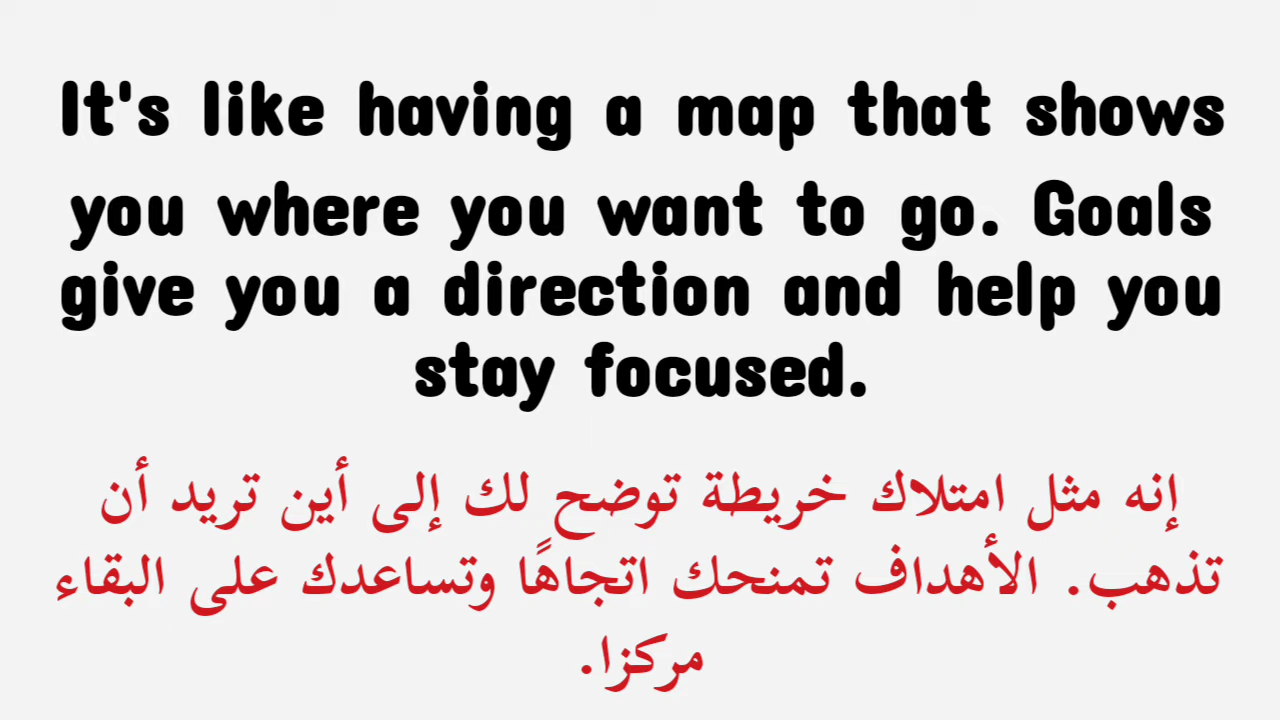 It's like having a map that shows
you where you want to go. Goals
give you a direction and help you
stay focused.
إنه مثل امتلاك خريطة توضح لك إلى أين تريد أن
تذهب. الأهداف تمنحك اتجاهًا وتساعدك على البقاء
مركزا.